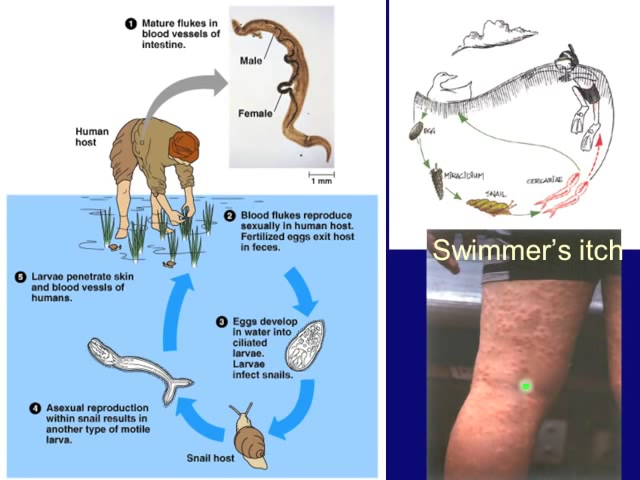 1 Mature flukes in
blood vessels of
intestine.
Male
Female
1 mm
Human
host
2 Blood flukes reproduce
sexually in human host.
Fertilized eggs exit host
in feces.
5 Larvae penetrate skin
and blood vessls of
humans.
3 Eggs develop
in water into
ciliated
larvae.
Larvae
infect snails.
4 Asexual reproduction
within snail results in
another type of motile
larva.
Snail host
EGG
MIRACIDIUM
SNAIL
CERCARIAE
Swimmer's itch